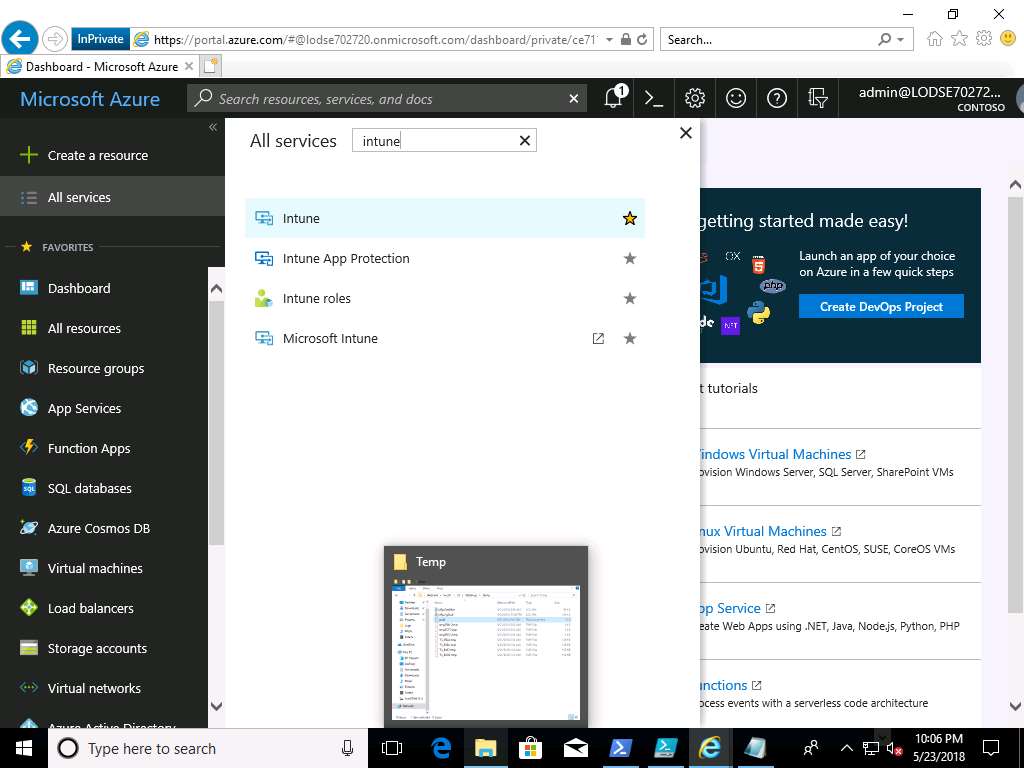 InPrivate
https://portal.azure.com/#@lodse702720.onmicrosoft.com/dashboard/private/ce71
Search...
Dashboard - Microsoft Azure
Microsoft Azure
Search resources, services, and docs
1
admin@LODSE70272...
CONTOSO
Create a resource
All services
FAVORITES
Dashboard
All resources
Resource groups
App Services
Function Apps
SQL
SQL databases
Azure Cosmos DB
Virtual machines
Load balancers
Storage accounts
Virtual networks
Azure Active Directory
All services
intune
Intune
Intune App Protection
Intune roles
Microsoft Intune
getting started made easy!
Launch an app of your choice
on Azure in a few quick steps
Create DevOps Project
php
.NET
t tutorials
indows Virtual Machines
ovision Windows Server, SQL Server, SharePoint VMs
nux Virtual Machines
ovision Ubuntu, Red Hat, CentOS, SUSE, CoreOS VMs
pp Service
eate Web Apps using .NET, Java, Node.js, Python, PHP
unctions
ocess events with a serverless code architecture
Temp
Type here to search
10:06 PM
5/23/2018